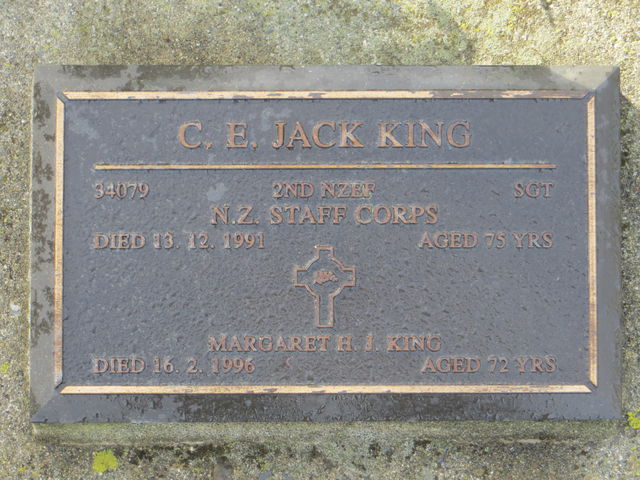 C. E. JACK KING
34079 2ND NZEF SGT
N.Z. STAFF CORPS
DIED 13. 12. 1991 AGED 75 YRS
MARGARET H. J. KING
DIED 16. 2. 1996 AGED 72 YRS